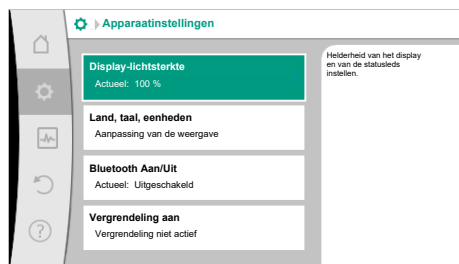 Apparaatinstellingen
Display-lichtsterkte
Actueel: 100 %
Land, taal, eenheden
Aanpassing van de weergave
Bluetooth Aan/Uit
Actueel: Uitgeschakeld
Vergrendeling aan
Vergrendeling niet actief
Helderheid van het display
en van de statusleds
instellen.
?